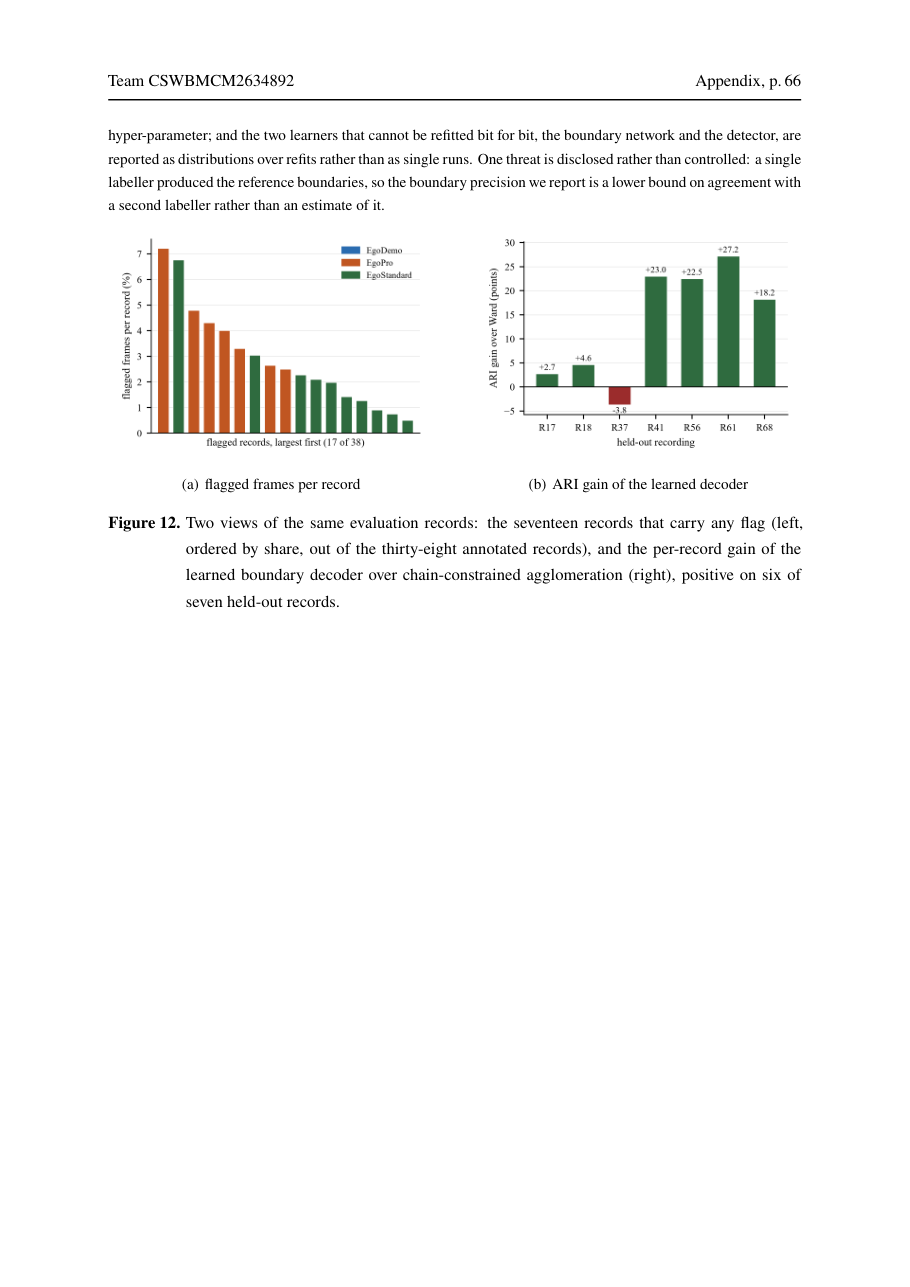 Team CSWBMCM2634892
Appendix, p. 66
hyper-parameter; and the two learners that cannot be refitted bit for bit, the boundary network and the detector, are
reported as distributions over refits rather than as single runs. One threat is disclosed rather than controlled: a single
labeller produced the reference boundaries, so the boundary precision we report is a lower bound on agreement with
a second labeller rather than an estimate of it.
flagged frames per record (%)
7
6
5
4
3
2
1
0
EgoDemo
EgoPro
EgoStandard
flagged records, largest first (17 of 38)
(a) flagged frames per record
ARI gain over Ward (points)
30
25
20
15
10
5
0
−5
+2.7
+4.6
-3.8
+23.0
+22.5
+27.2
+18.2
R17
R18
R37
R41
R56
R61
R68
held-out recording
(b) ARI gain of the learned decoder
Figure 12. Two views of the same evaluation records: the seventeen records that carry any flag (left,
ordered by share, out of the thirty-eight annotated records), and the per-record gain of the
learned boundary decoder over chain-constrained agglomeration (right), positive on six of
seven held-out records.